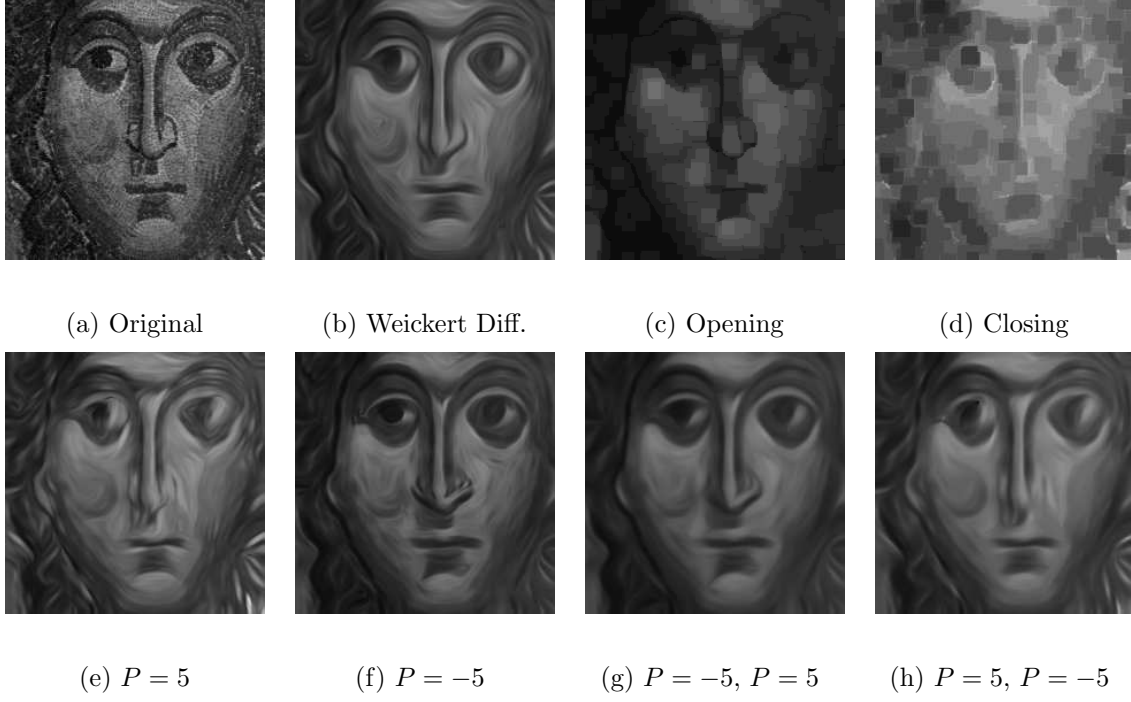 (a) Original (b) Weickert Diff. (c) Opening (d) Closing
(e) P = 5 (f) P = −5 (g) P = −5, P = 5 (h) P = 5, P = −5